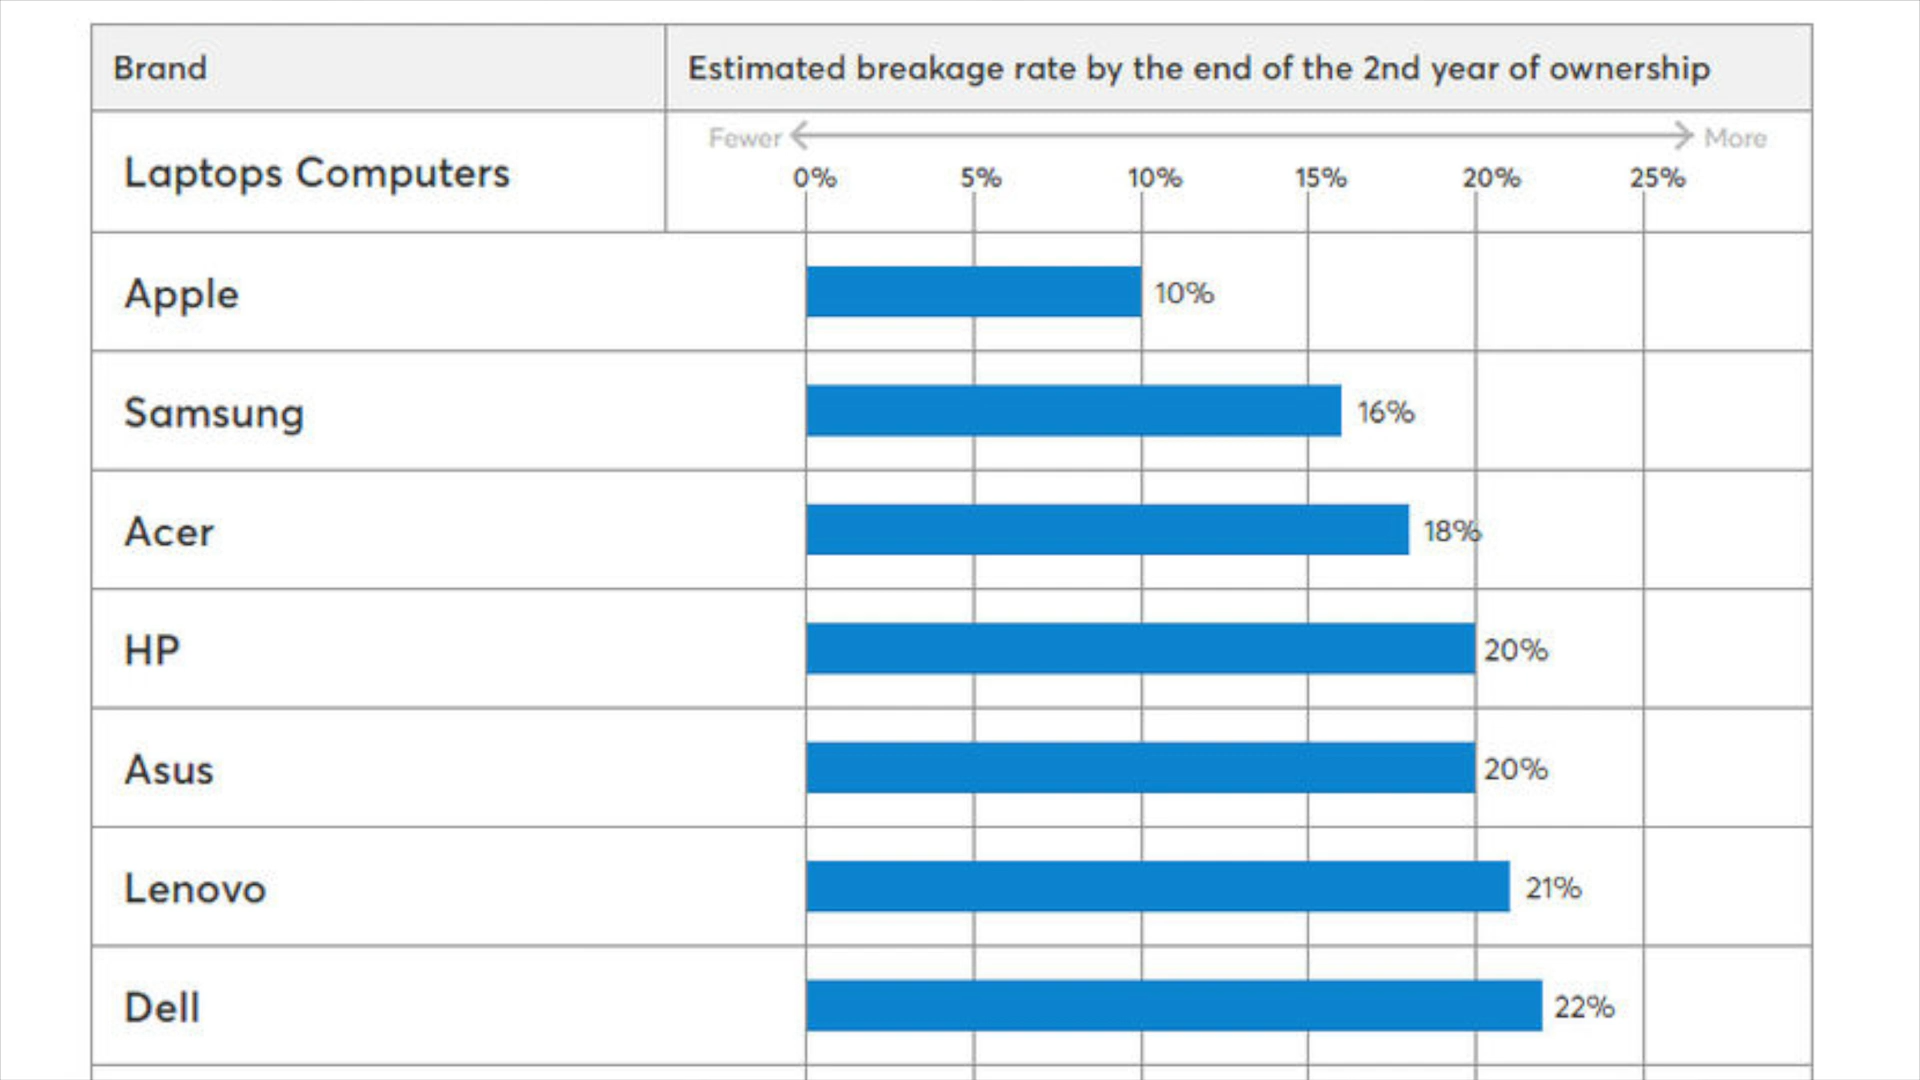 Brand Estimated breakage rate by the end of the 2nd year of ownership
Fewer More
Laptops Computers 0% 5% 10% 15% 20% 25%
Apple 10%
Samsung 16%
Acer 18%
HP 20%
Asus 20%
Lenovo 21%
Dell 22%